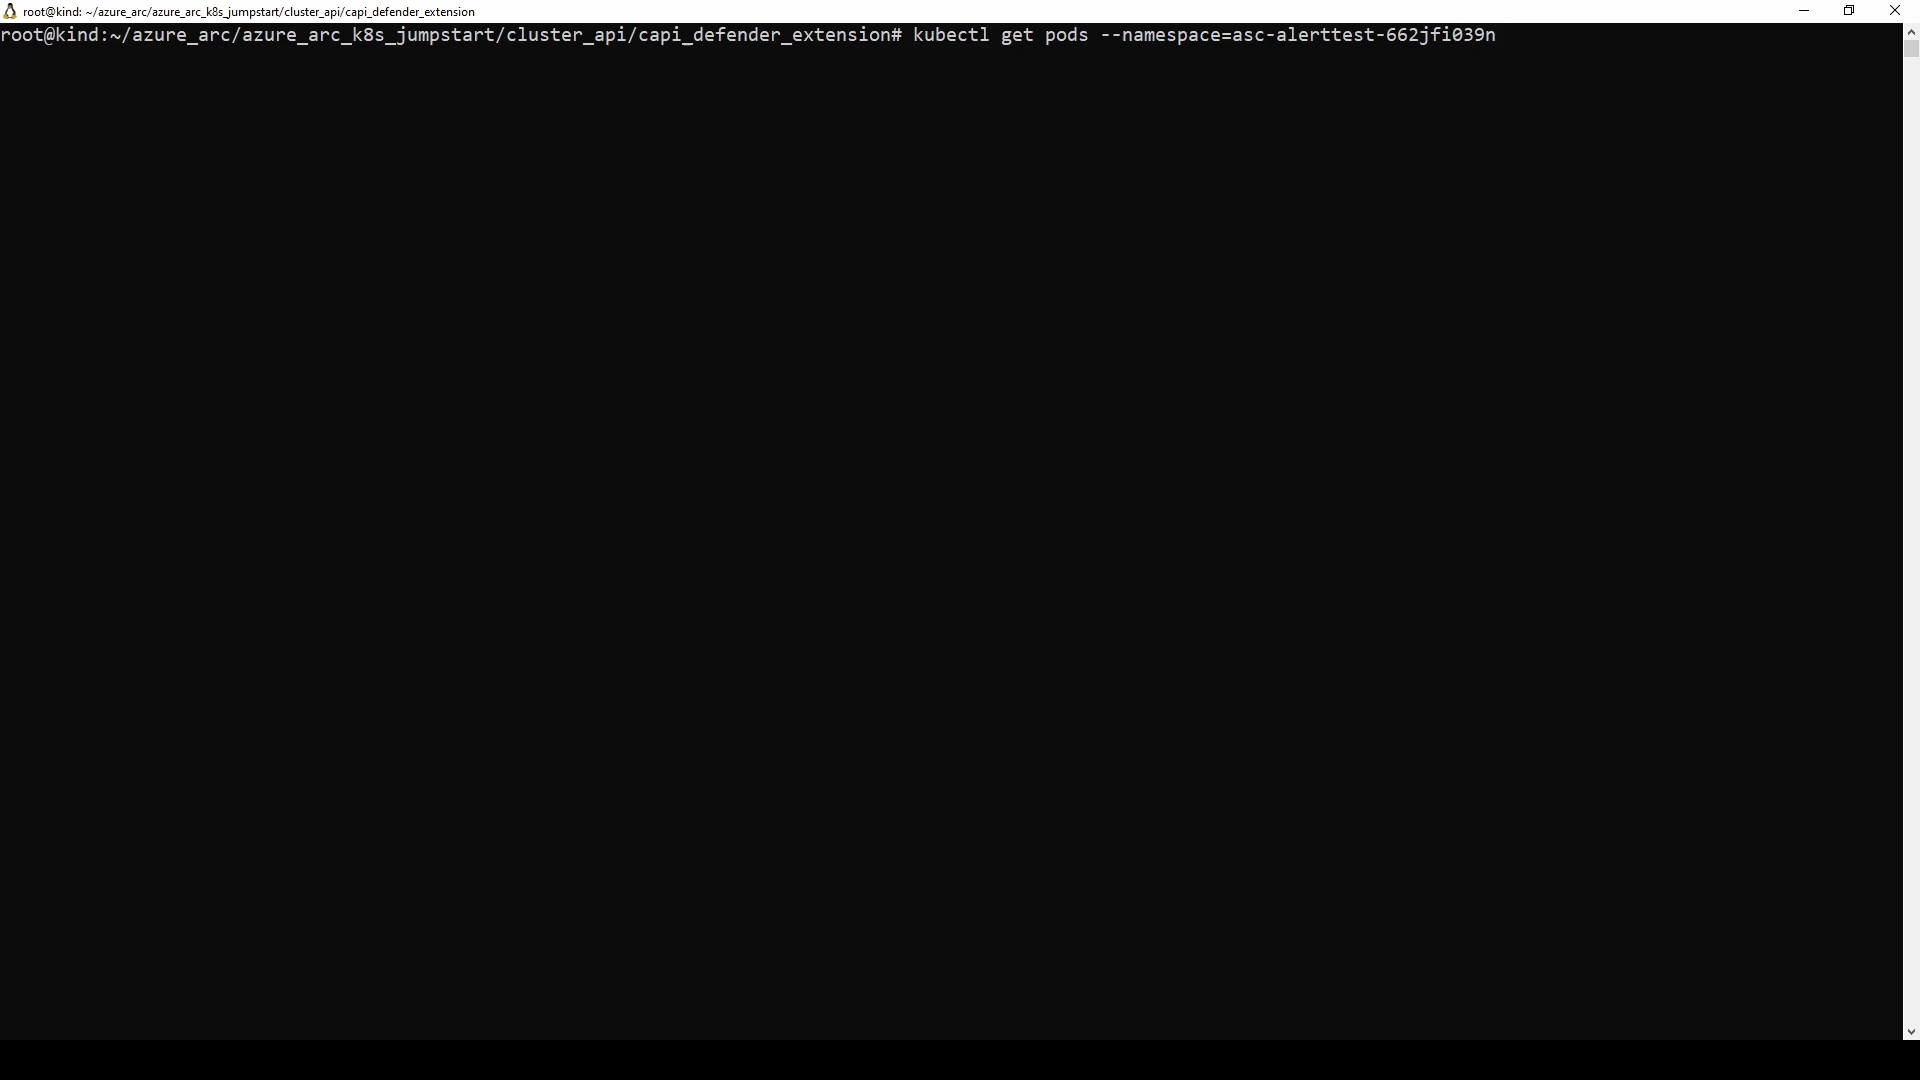 root@kind: ~/azure_arc/azure_arc_k8s_jumpstart/cluster_api/capi_defender_extension
root@kind:~/azure_arc/azure_arc_k8s_jumpstart/cluster_api/capi_defender_extension# kubectl get pods --namespace=asc-alerttest-662jfi039n